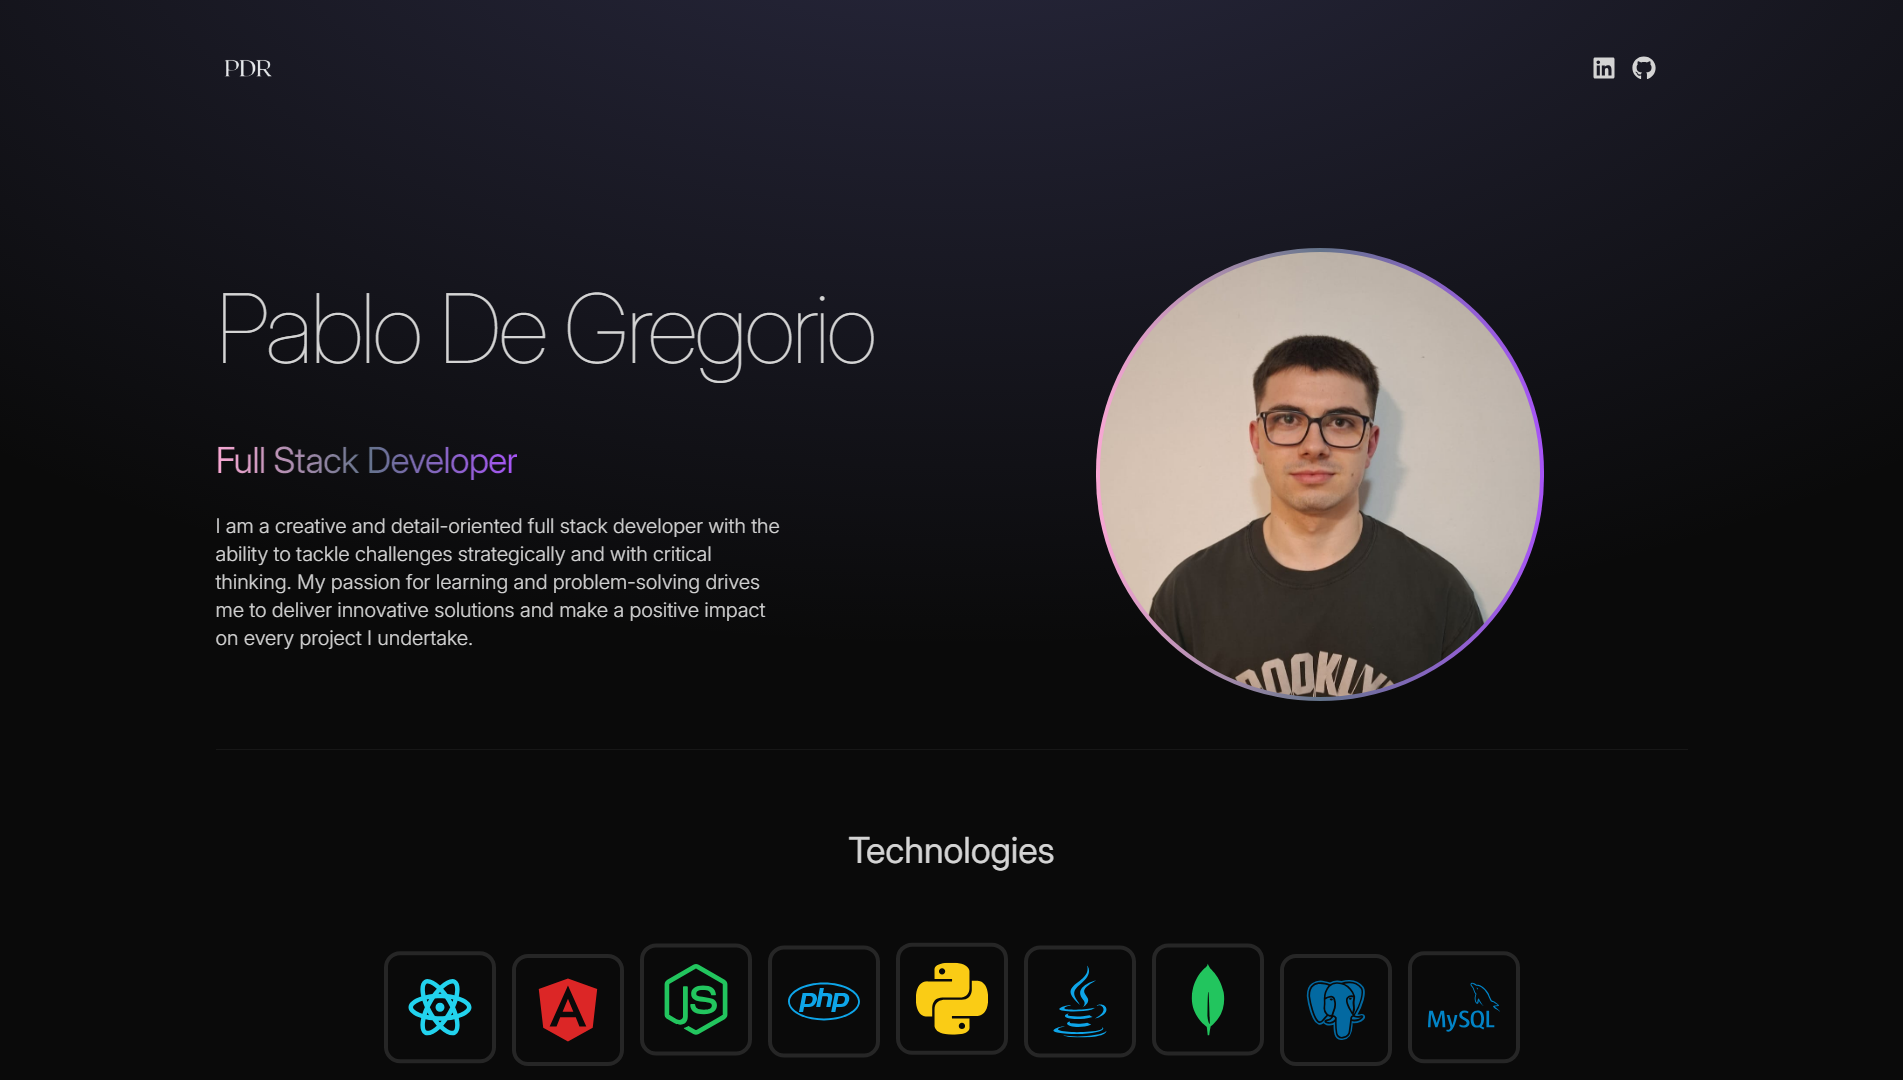 PDR
in
Pablo De Gregorio
Full Stack Developer
I am a creative and detail-oriented full stack developer with the
ability to tackle challenges strategically and with critical
thinking. My passion for learning and problem-solving drives
me to deliver innovative solutions and make a positive impact
on every project I undertake.
Technologies
A
JS
php
MySQL